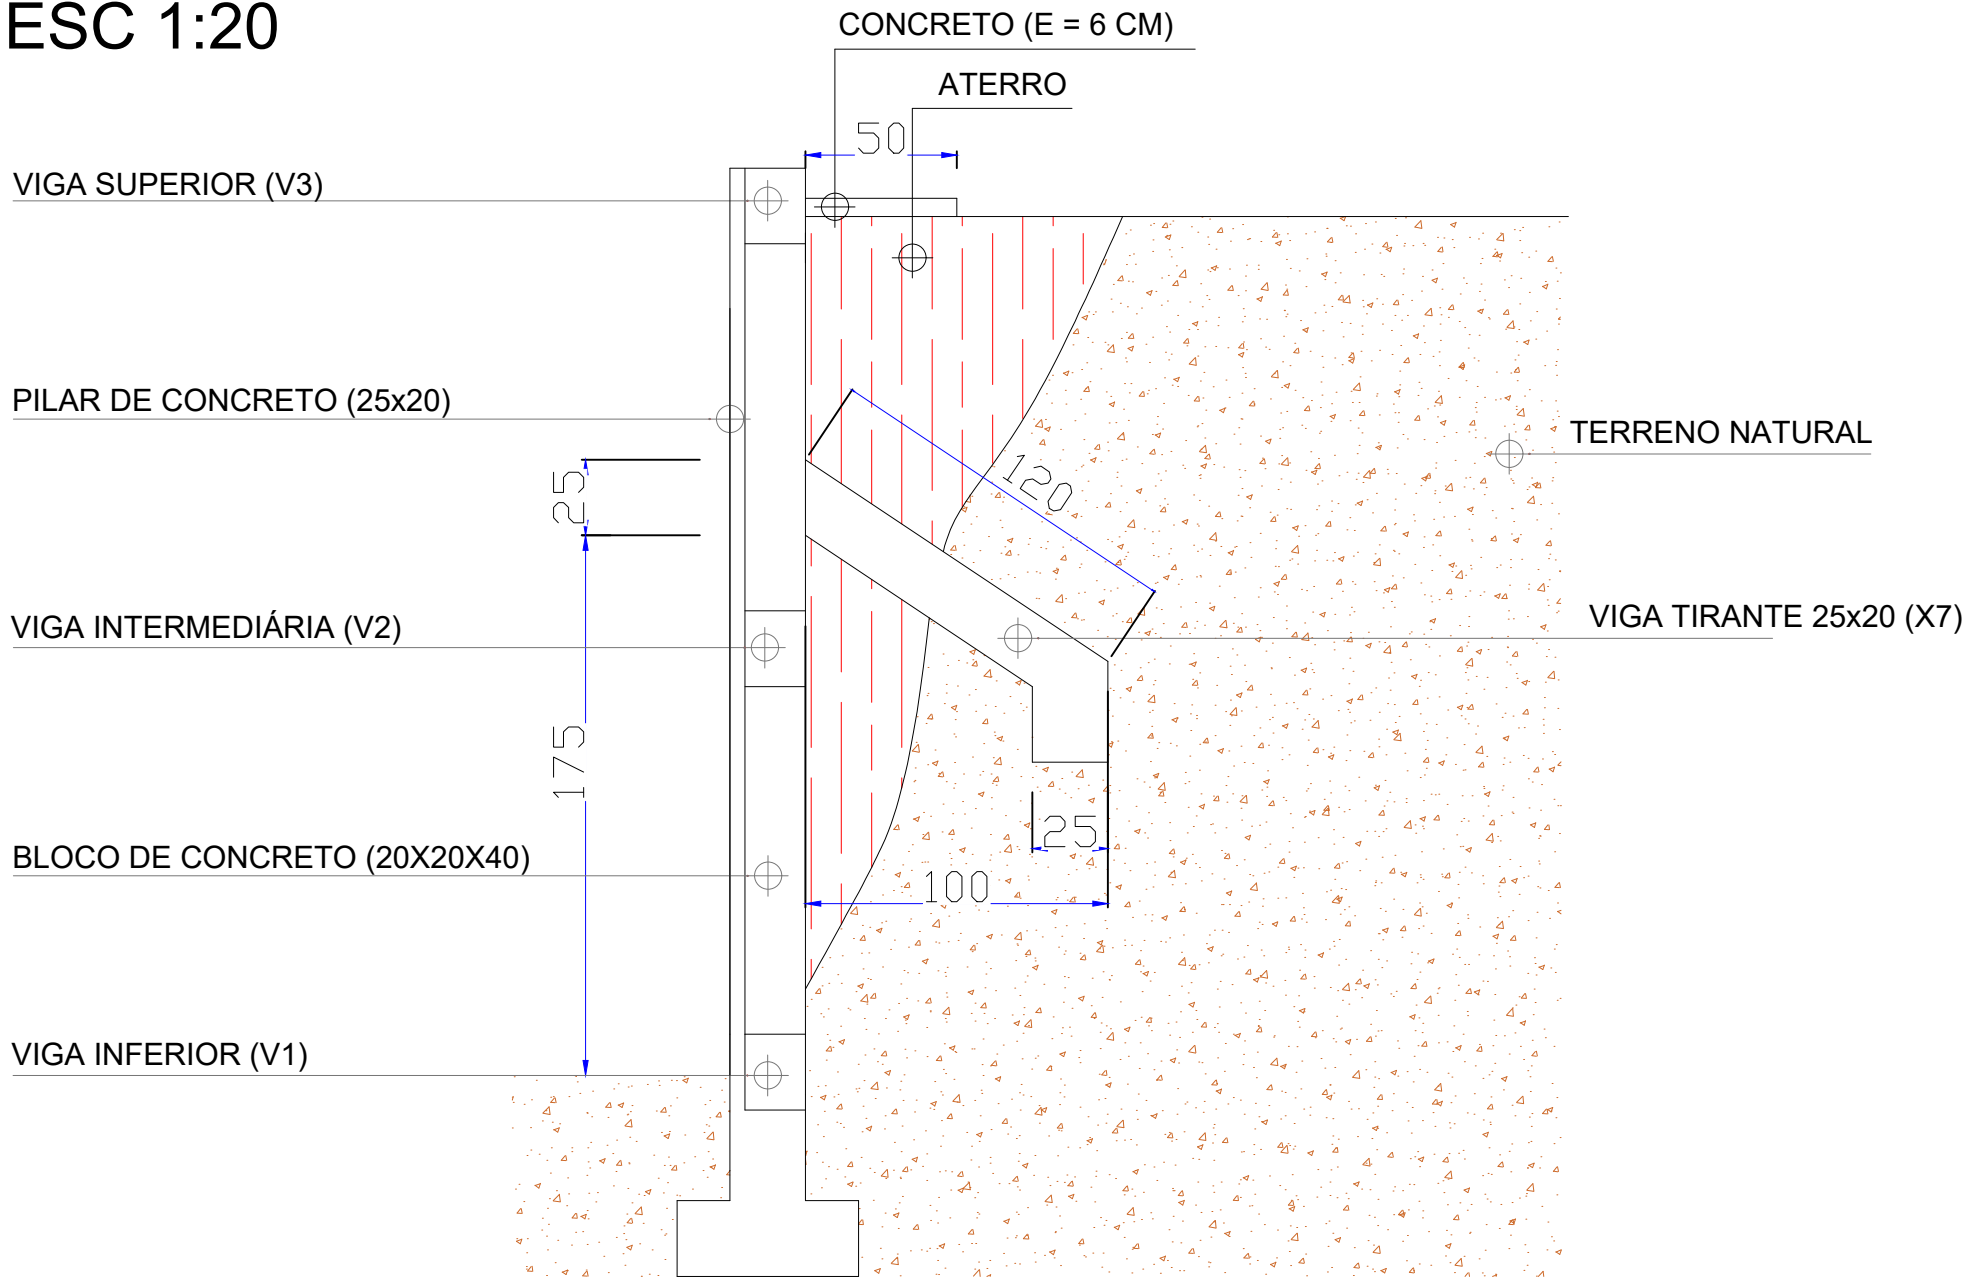 ESC 1:20
CONCRETO (E = 6 CM)
ATERRO
50
VIGA SUPERIOR (V3)
PILAR DE CONCRETO (25x20)
TERRENO NATURAL
25
120
VIGA INTERMEDIÁRIA (V2)
VIGA TIRANTE 25x20 (X7)
175
25
BLOCO DE CONCRETO (20X20X40)
100
VIGA INFERIOR (V1)